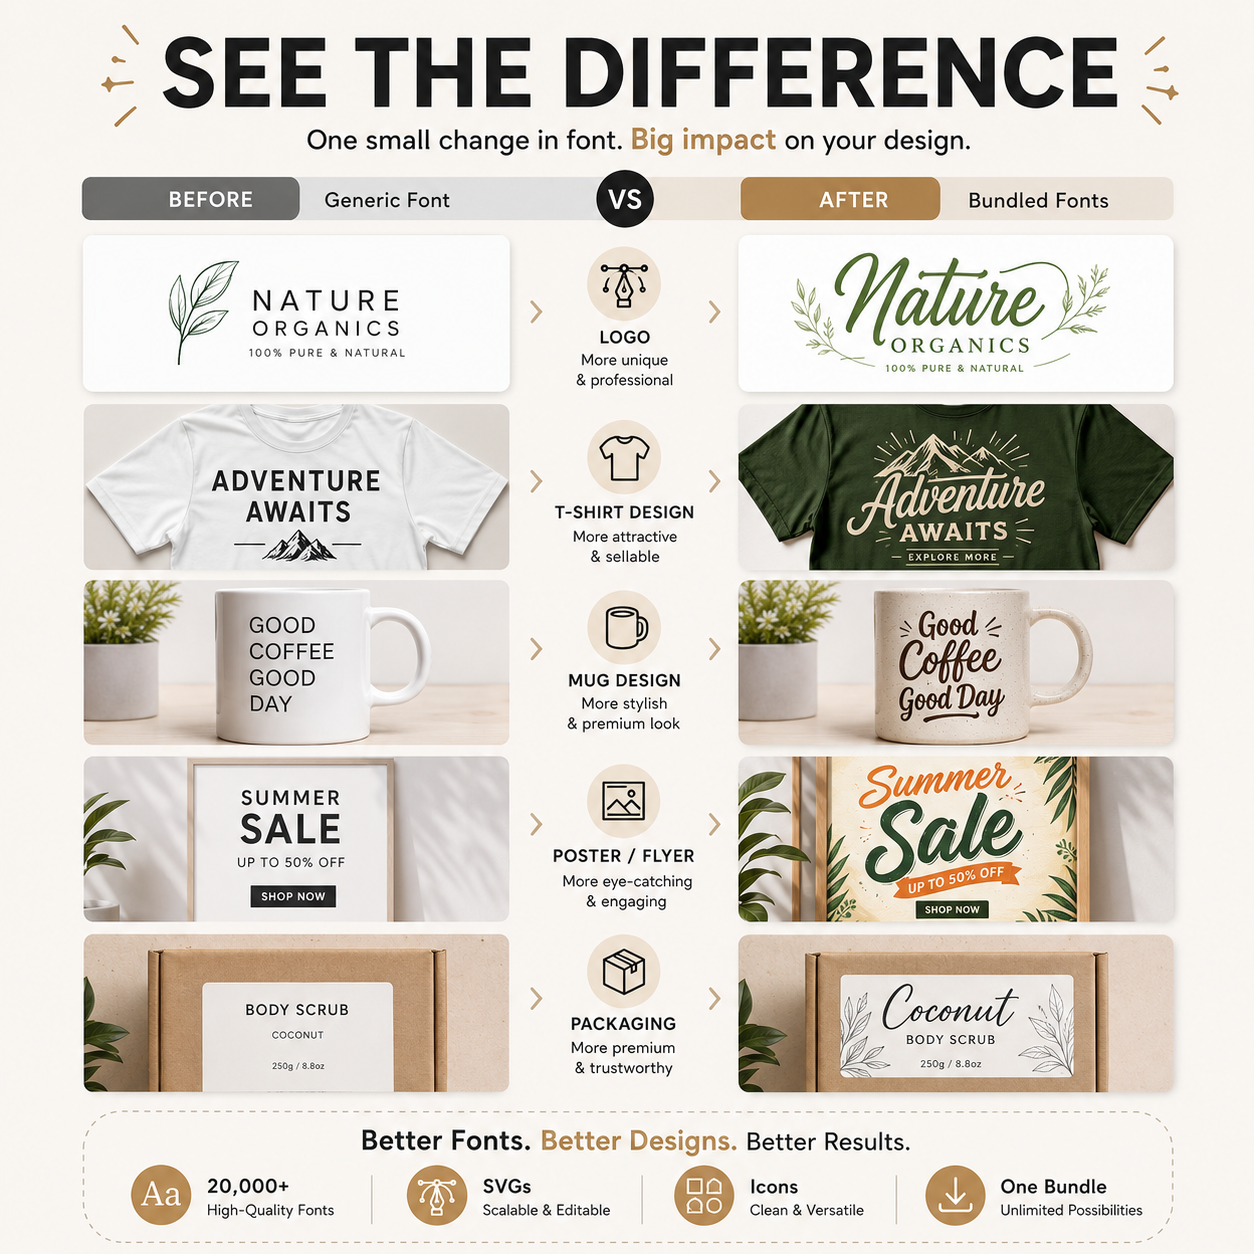 SEE THE DIFFERENCE
One small change in font. Big impact on your design.
BEFORE
Generic Font
VS
AFTER
Bundled Fonts
NATURE
ORGANICS
100% PURE & NATURAL
LOGO
More unique
& professional
Nature
ORGANICS
100% PURE & NATURAL
ADVENTURE
AWAITS
T-SHIRT DESIGN
More attractive
& sellable
Adventure
AWAITS
EXPLORE MORE
GOOD
COFFEE
GOOD
DAY
MUG DESIGN
More stylish
& premium look
Good
Coffee
Good Day
SUMMER
SALE
UP TO 50% OFF
SHOP NOW
POSTER / FLYER
More eye-catching
& engaging
Summer
Sale
UP TO 50% OFF
SHOP NOW
BODY SCRUB
COCONUT
250g / 8.8oz
PACKAGING
More premium
& trustworthy
Coconut
BODY SCRUB
250g / 8.8oz
Better Fonts. Better Designs. Better Results.
Aa
20,000+
High-Quality Fonts
SVGs
Scalable & Editable
Icons
Clean & Versatile
One Bundle
Unlimited Possibilities